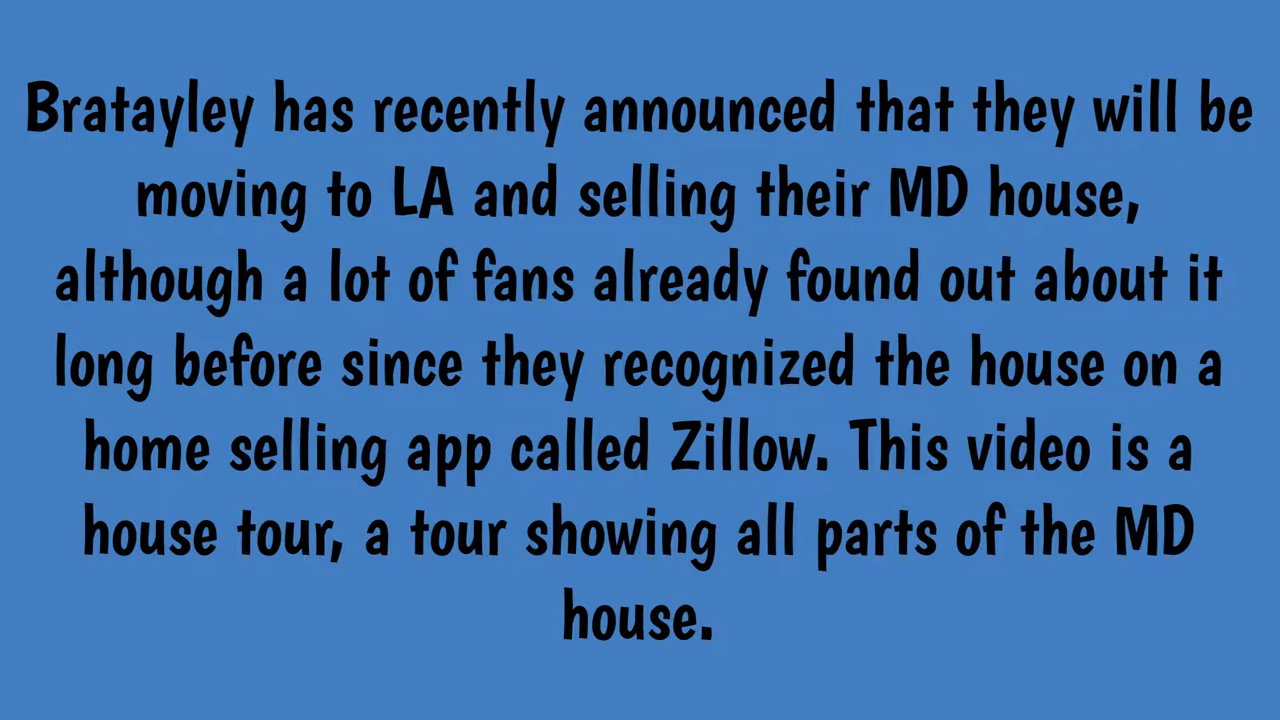 Bratayley has recently announced that they will be
moving to LA and selling their MD house,
although a lot of fans already found out about it
long before since they recognized the house on a
home selling app called Zillow. This video is a
house tour, a tour showing all parts of the MD
house.